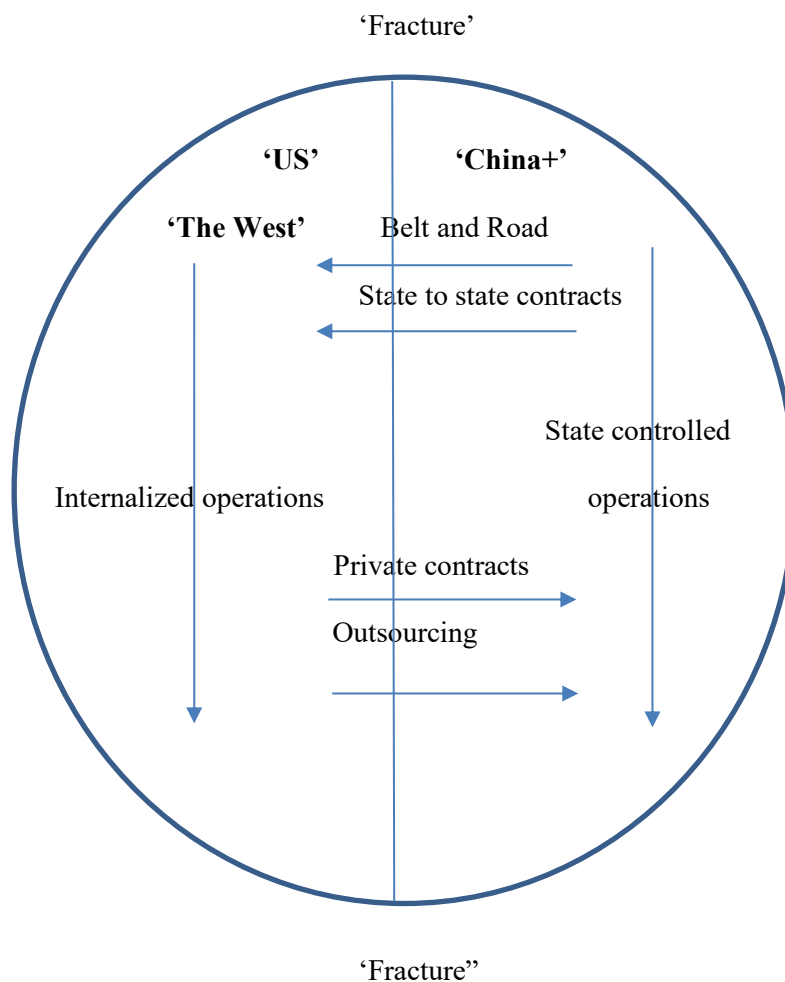 ‘Fracture’
‘US’ ‘China+’
‘The West’ Belt and Road
State to state contracts
State controlled
Internalized operations operations
Private contracts
Outsourcing
‘Fracture”